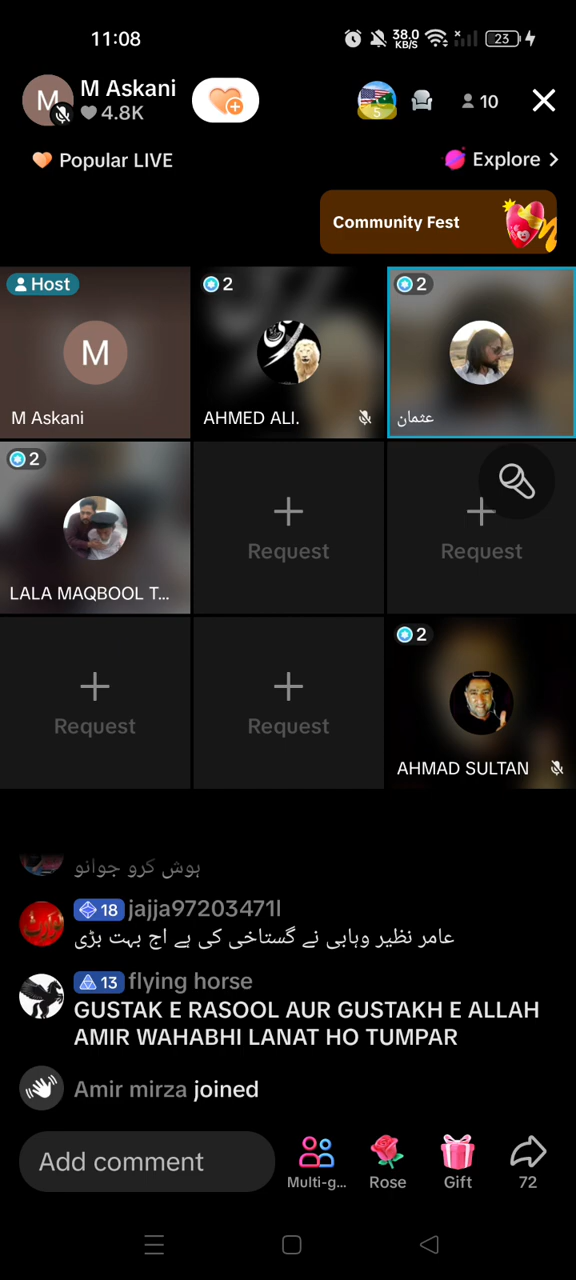 11:08
38.0
KB/S
23
M
M Askani
4.8K
5
10
Popular LIVE
Explore
Community Fest
Host
2
2
M
M Askani
AHMED ALI.
عثمان
2
LALA MAQBOOL T...
Request
Request
2
Request
Request
AHMAD SULTAN
ہوش کرو جوانو
18 jajja97203471l
عامر نظیر وہابی نے گستاخی کی ہے اج بہت بڑی
13 flying horse
GUSTAK E RASOOL AUR GUSTAKH E ALLAH
AMIR WAHABHI LANAT HO TUMPAR
Amir mirza joined
Add comment
Multi-g...
Rose
Gift
72